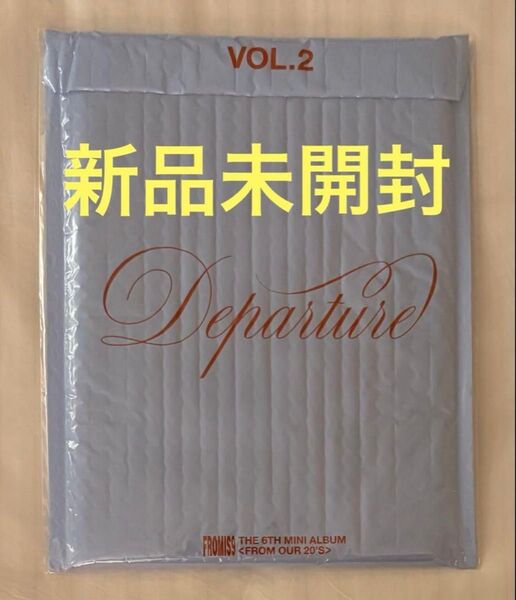 VOL.2
新品未開封
Departure
FROMIS9 THE 6TH MINI ALBUM
<FROM OUR 20'S>